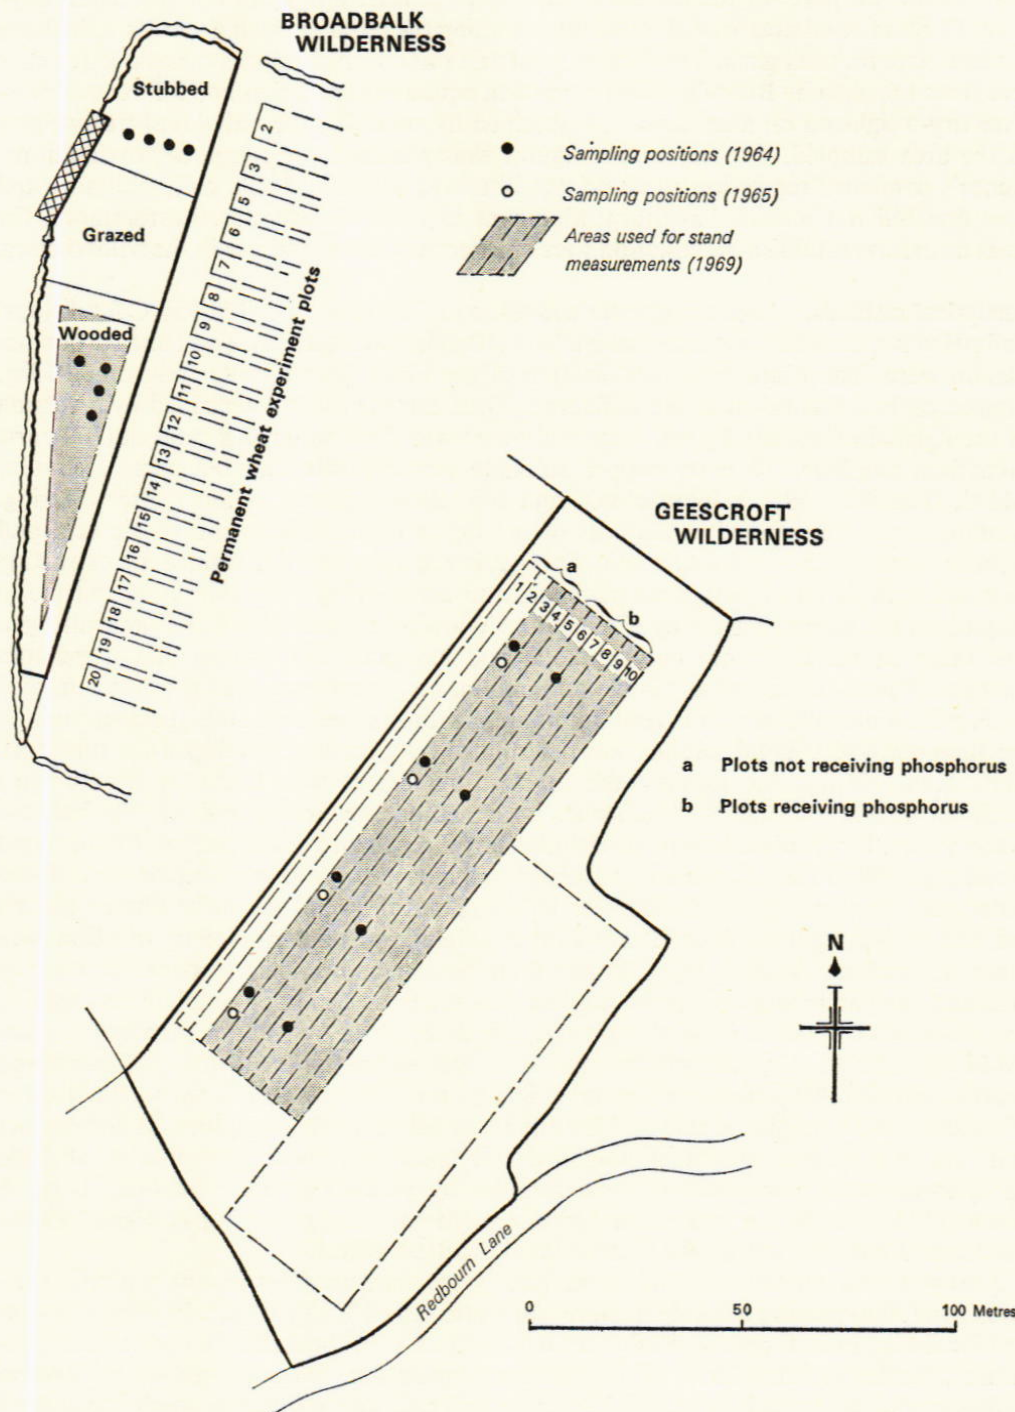 BROADBALK
WILDERNESS
Stubbed
Grazed
Wooded
2
3
5
6
7
8
9
10
11
12
13
14
15
16
17
18
19
20
Permanent wheat experiment plots
Sampling positions (1964)
Sampling positions (1965)
Areas used for stand
measurements (1969)
GEESCROFT
WILDERNESS
a
b
1 2 3 4 5 6 7 8 9 10
a Plots not receiving phosphorus
b Plots receiving phosphorus
N
Redbourn Lane
0 50 100 Metres